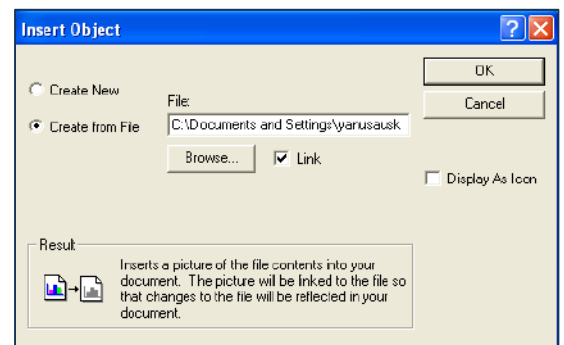 Insert Object
OK
Create New
File:
Cancel
Create from File
C:\Documents and Settings\yarusausk
Browse...
Link
Display As Icon
Result
Inserts a picture of the file contents into your
document. The picture will be linked to the file so
that changes to the file will be reflected in your
document.